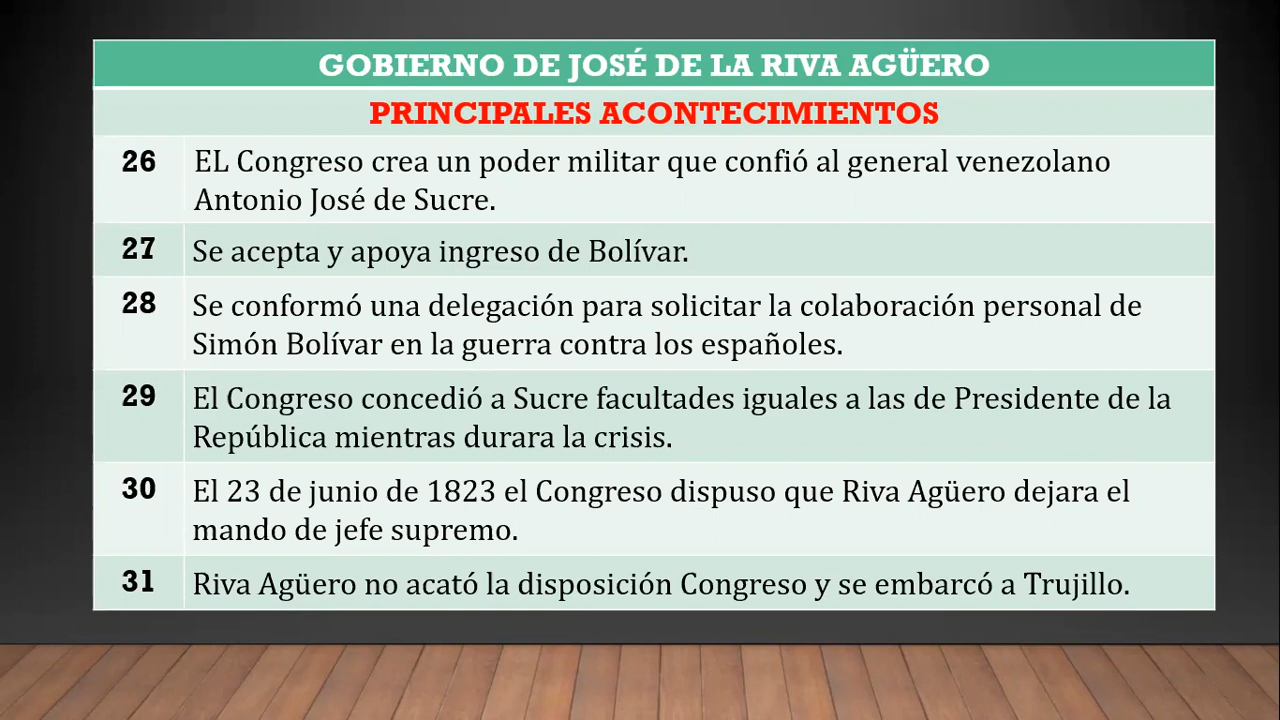 GOBIERNO DE JOSÉ DE LA RIVA AGÜERO
PRINCIPALES ACONTECIMIENTOS
26 EL Congreso crea un poder militar que confió al general venezolano
Antonio José de Sucre.
27 Se acepta y apoya ingreso de Bolívar.
28 Se conformó una delegación para solicitar la colaboración personal de
Simón Bolívar en la guerra contra los españoles.
29 El Congreso concedió a Sucre facultades iguales a las de Presidente de la
República mientras durara la crisis.
30 El 23 de junio de 1823 el Congreso dispuso que Riva Agüero dejara el
mando de jefe supremo.
31 Riva Agüero no acató la disposición Congreso y se embarcó a Trujillo.